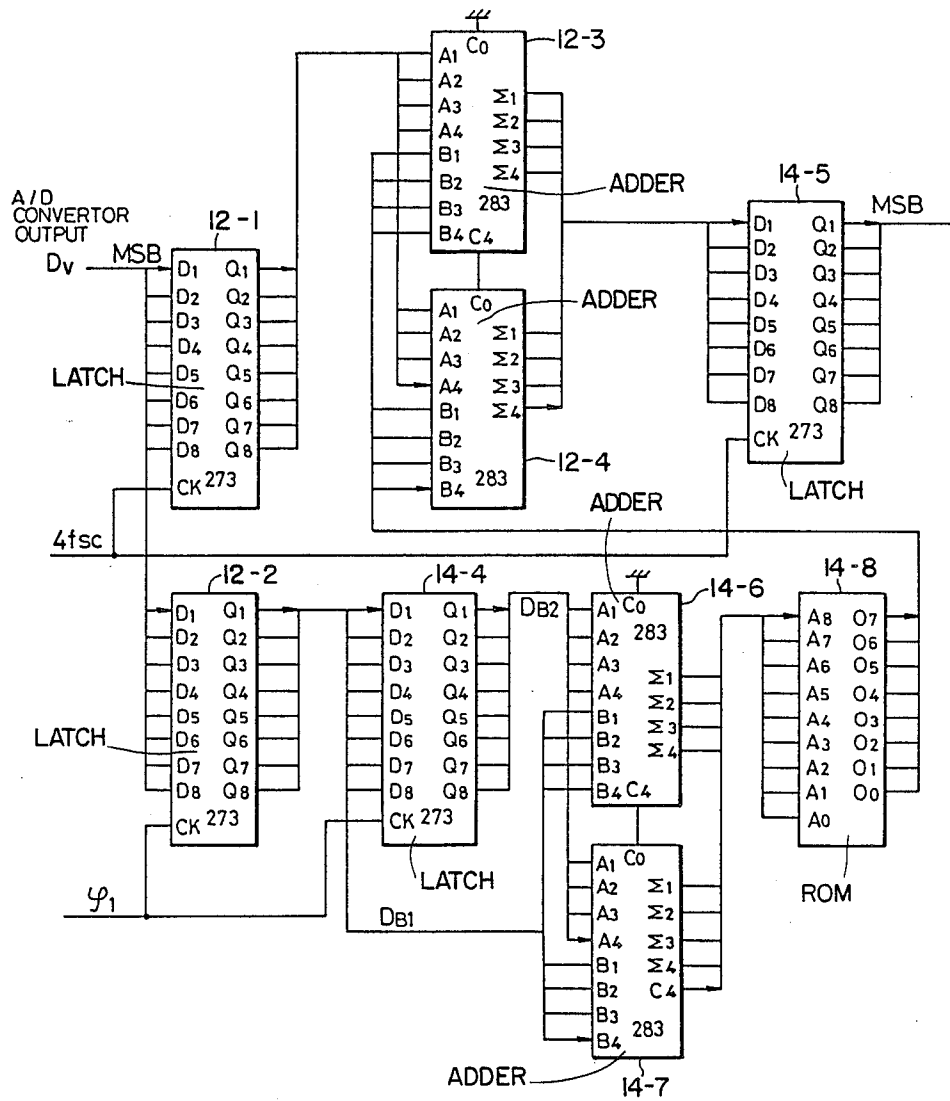 12-3
C0
A1
A2
A3
A4
B1
B2
B3
B4
Σ1
Σ2
Σ3
Σ4
283
C4
ADDER
A/D
CONVERTOR
OUTPUT
DV
MSB
12-1
D1 Q1
D2 Q2
D3 Q3
D4 Q4
D5 Q5
D6 Q6
D7 Q7
D8 Q8
CK 273
LATCH
C0
A1
A2
A3
A4
B1
B2
B3
B4
Σ1
Σ2
Σ3
Σ4
283
ADDER
12-4
14-5
MSB
D1 Q1
D2 Q2
D3 Q3
D4 Q4
D5 Q5
D6 Q6
D7 Q7
D8 Q8
CK 273
LATCH
4fsc
12-2
D1 Q1
D2 Q2
D3 Q3
D4 Q4
D5 Q5
D6 Q6
D7 Q7
D8 Q8
CK 273
LATCH
φ1
14-4
D1 Q1
D2 Q2
D3 Q3
D4 Q4
D5 Q5
D6 Q6
D7 Q7
D8 Q8
CK 273
LATCH
DB1
DB2
ADDER
14-6
C0
283
A1
A2
A3
A4
B1
B2
B3
B4
Σ1
Σ2
Σ3
Σ4
C4
C0
A1
A2
A3
A4
B1
B2
B3
B4
Σ1
Σ2
Σ3
Σ4
C4
283
ADDER
14-7
14-8
A8 O7
A7 O6
A6 O5
A5 O4
A4 O3
A3 O2
A2 O1
A1 O0
A0
ROM